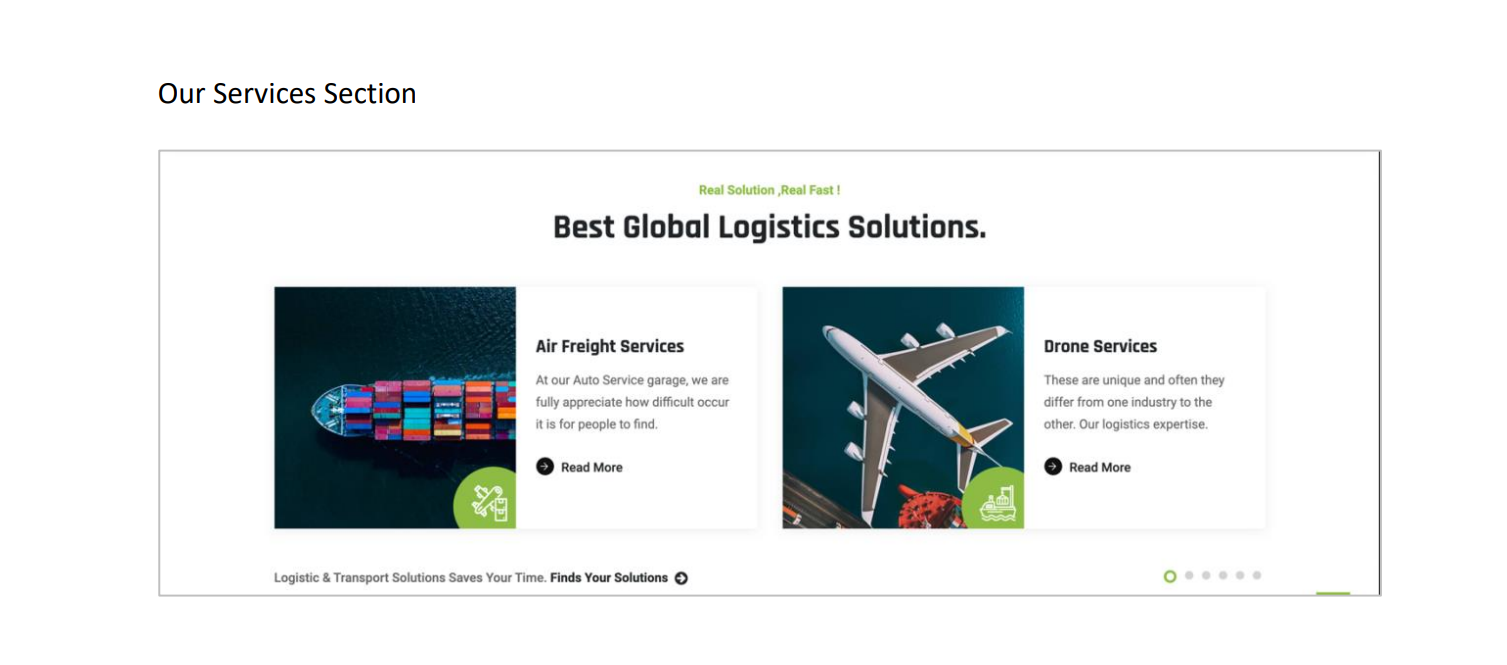 Our Services Section
Real Solution ,Real Fast !
Best Global Logistics Solutions.
Air Freight Services
At our Auto Service garage, we are
fully appreciate how difficult occur
it is for people to find.
Read More
Drone Services
These are unique and often they
differ from one industry to the
other. Our logistics expertise.
Read More
Logistic & Transport Solutions Saves Your Time. Finds Your Solutions